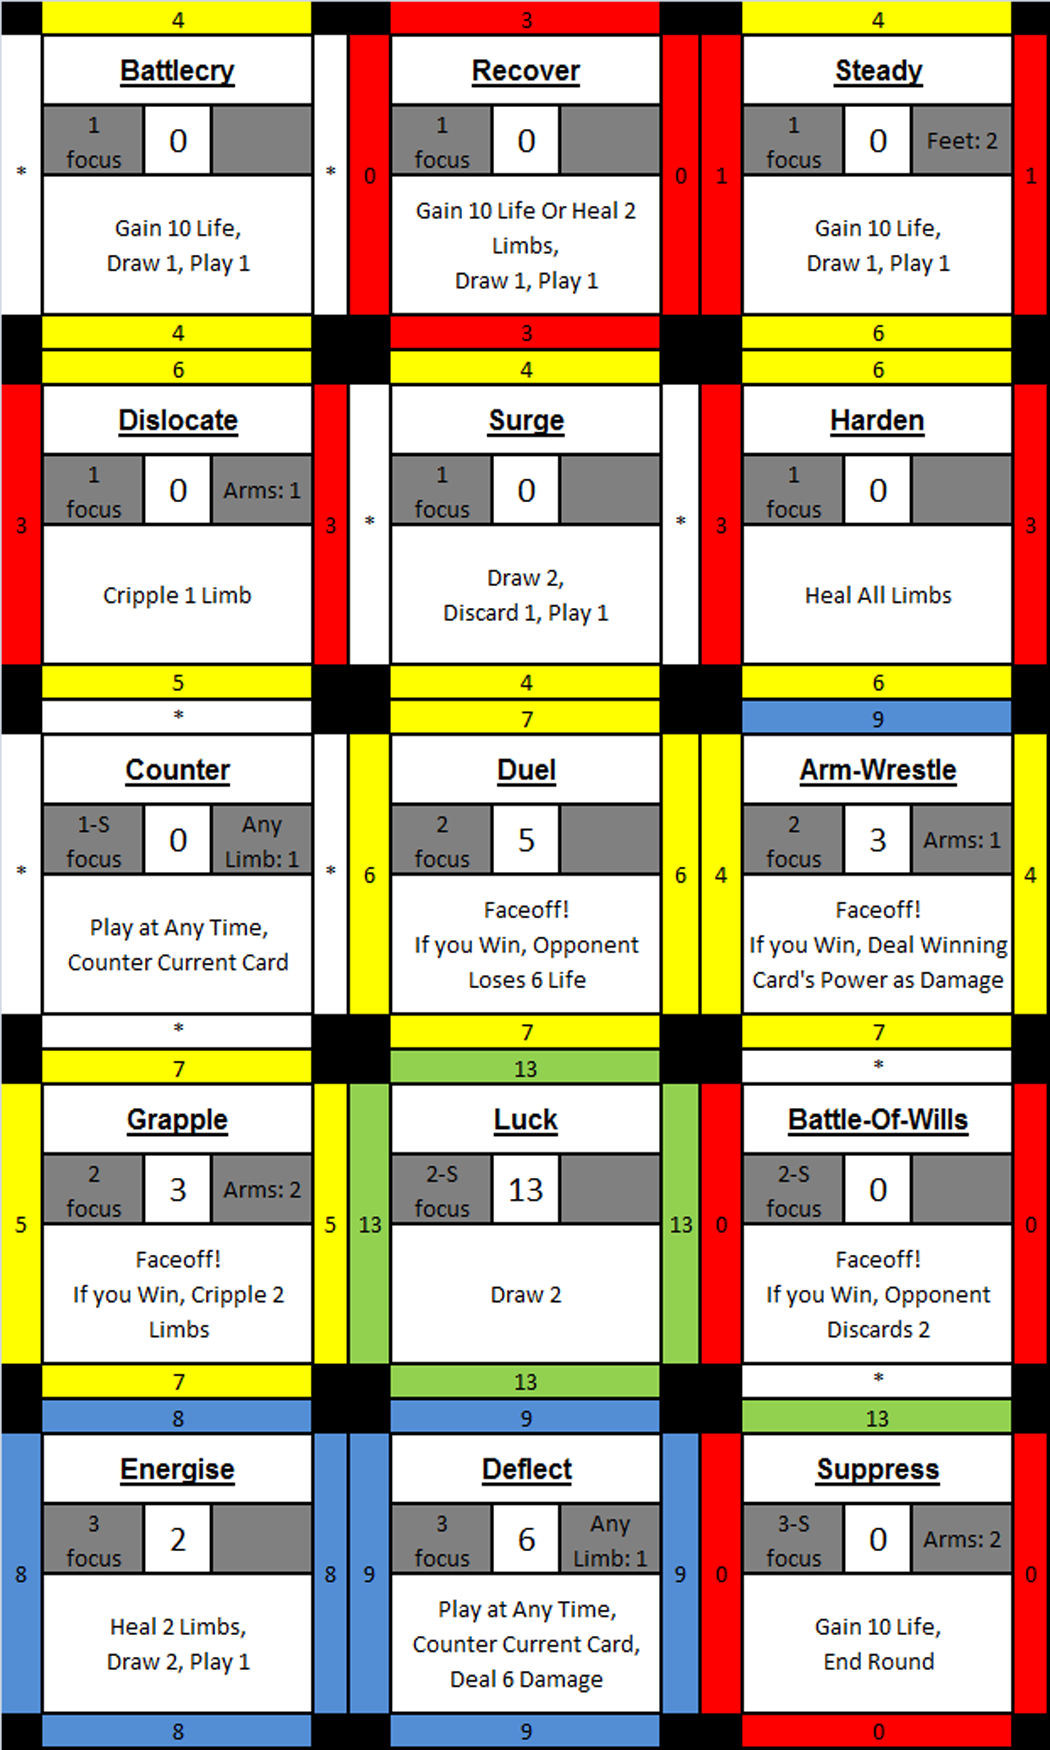 4 3 4
Battlecry Recover Steady
1 focus 0 1 focus 0 1 focus 0 Feet: 2
* * 0 0 1 1
Gain 10 Life,
Draw 1, Play 1
Gain 10 Life Or Heal 2
Limbs,
Draw 1, Play 1
Gain 10 Life,
Draw 1, Play 1
4 3 6
6 4 6
Dislocate Surge Harden
1 focus 0 Arms: 1 1 focus 0 1 focus 0
3 3 * * 3 3
Cripple 1 Limb
Draw 2,
Discard 1, Play 1
Heal All Limbs
5 4 6
* 7 9
Counter Duel Arm-Wrestle
1-S focus 0 Any Limb: 1 2 focus 5 2 focus 3 Arms: 1
* * 6 6 4 4
Play at Any Time,
Counter Current Card
Faceoff!
If you Win, Opponent
Loses 6 Life
Faceoff!
If you Win, Deal Winning
Card's Power as Damage
* 7 7
7 13 *
Grapple Luck Battle-Of-Wills
2 focus 3 Arms: 2 2-S focus 13 2-S focus 0
5 5 13 13 0 0
Faceoff!
If you Win, Cripple 2
Limbs
Draw 2
Faceoff!
If you Win, Opponent
Discards 2
7 13 *
8 9 13
Energise Deflect Suppress
3 focus 2 3 focus 6 Any Limb: 1 3-S focus 0 Arms: 2
8 8 9 9 0 0
Heal 2 Limbs,
Draw 2, Play 1
Play at Any Time,
Counter Current Card,
Deal 6 Damage
Gain 10 Life,
End Round
8 9 0